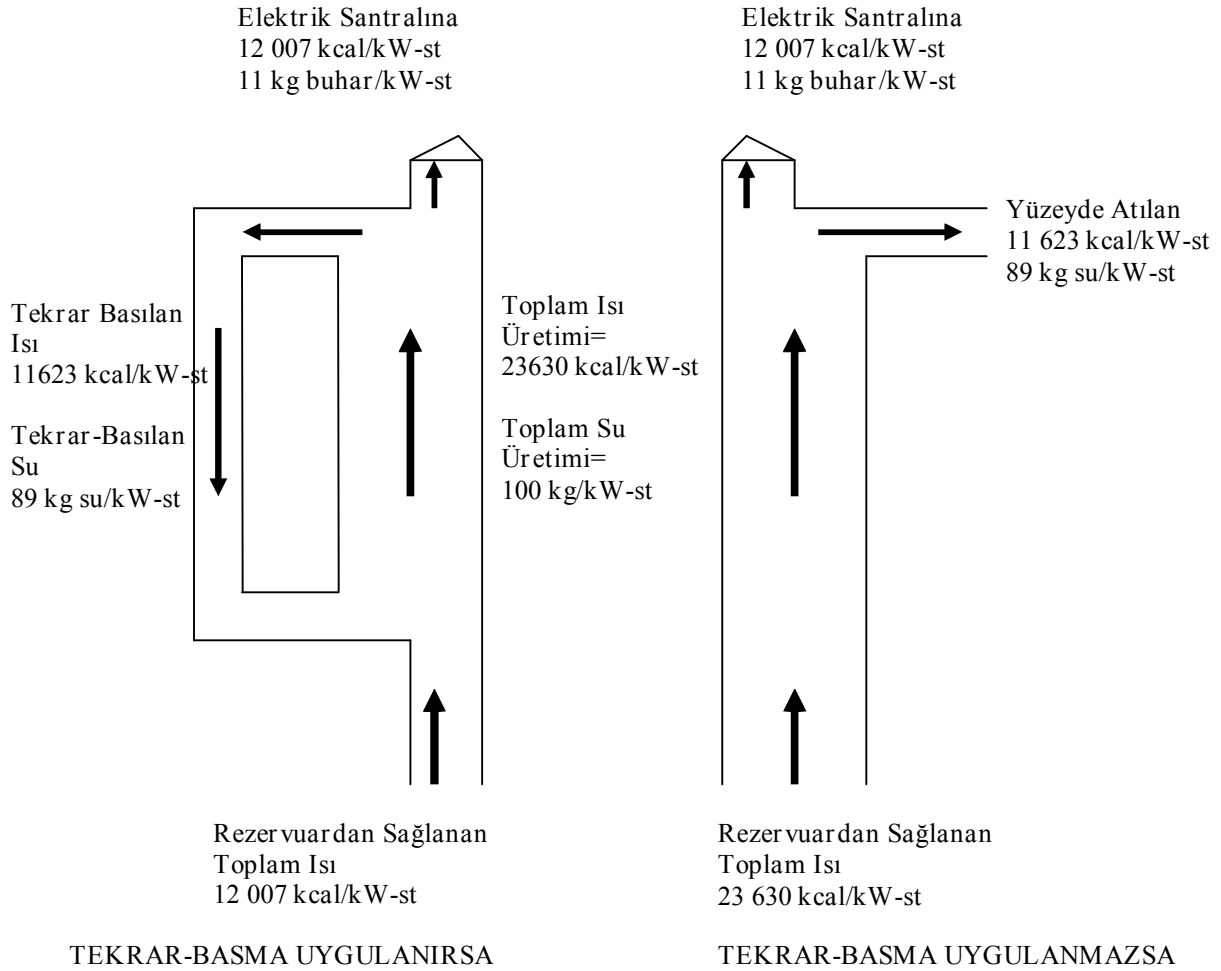 Elektrik Santralına
12 007 kcal/kW-st
11 kg buhar/kW-st
Elektrik Santralına
12 007 kcal/kW-st
11 kg buhar/kW-st
Yüzeyde Atılan
11 623 kcal/kW-st
89 kg su/kW-st
Tekrar Basılan
Isı
11623 kcal/kW-st
Tekrar-Basılan
Su
89 kg su/kW-st
Toplam Isı
Üretimi=
23630 kcal/kW-st
Toplam Su
Üretimi=
100 kg/kW-st
Rezervuardan Sağlanan
Toplam Isı
12 007 kcal/kW-st
Rezervuardan Sağlanan
Toplam Isı
23 630 kcal/kW-st
TEKRAR-BASMA UYGULANIRSA
TEKRAR-BASMA UYGULANMAZSA